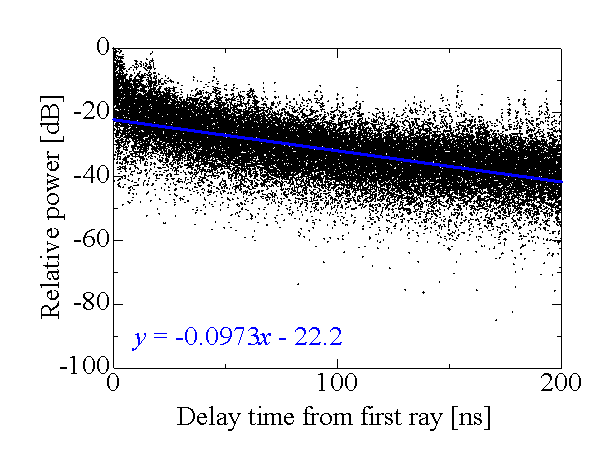 0
-20
-40
-60
-80
-100
Relative power [dB]
y = -0.0973x - 22.2
0 100 200
Delay time from first ray [ns]